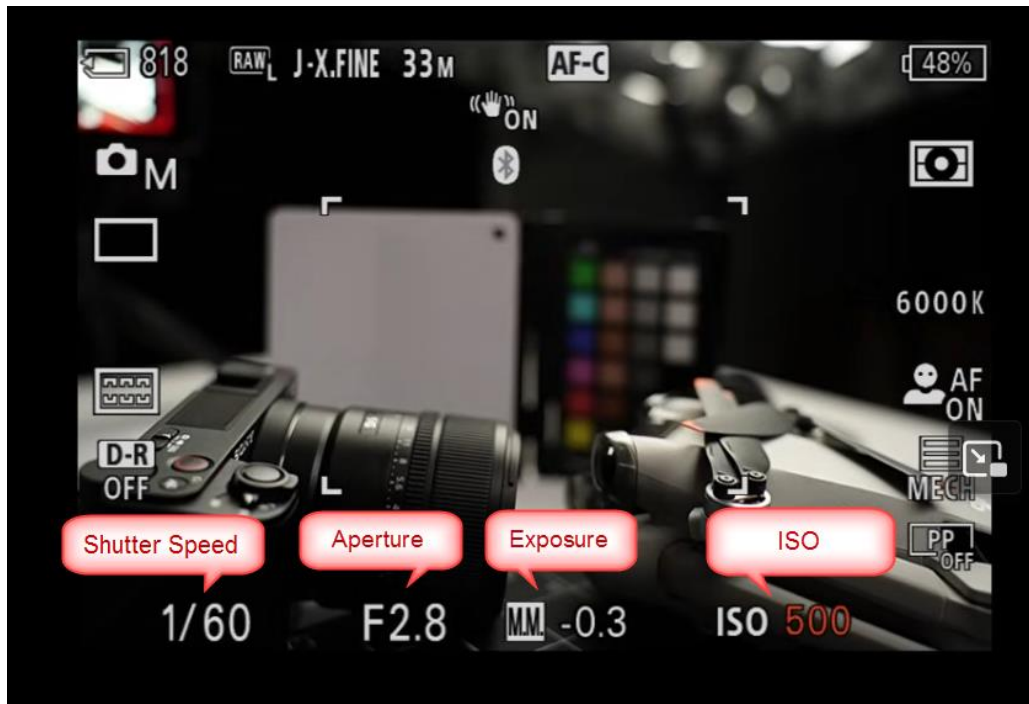 818 RAW L J-X.FINE 33M AF-C 48%
ON
M
6000K
AF
ON
D-R
OFF
MECH
PP
OFF
Shutter Speed Aperture Exposure ISO
1/60 F2.8 M.M. -0.3 ISO 500